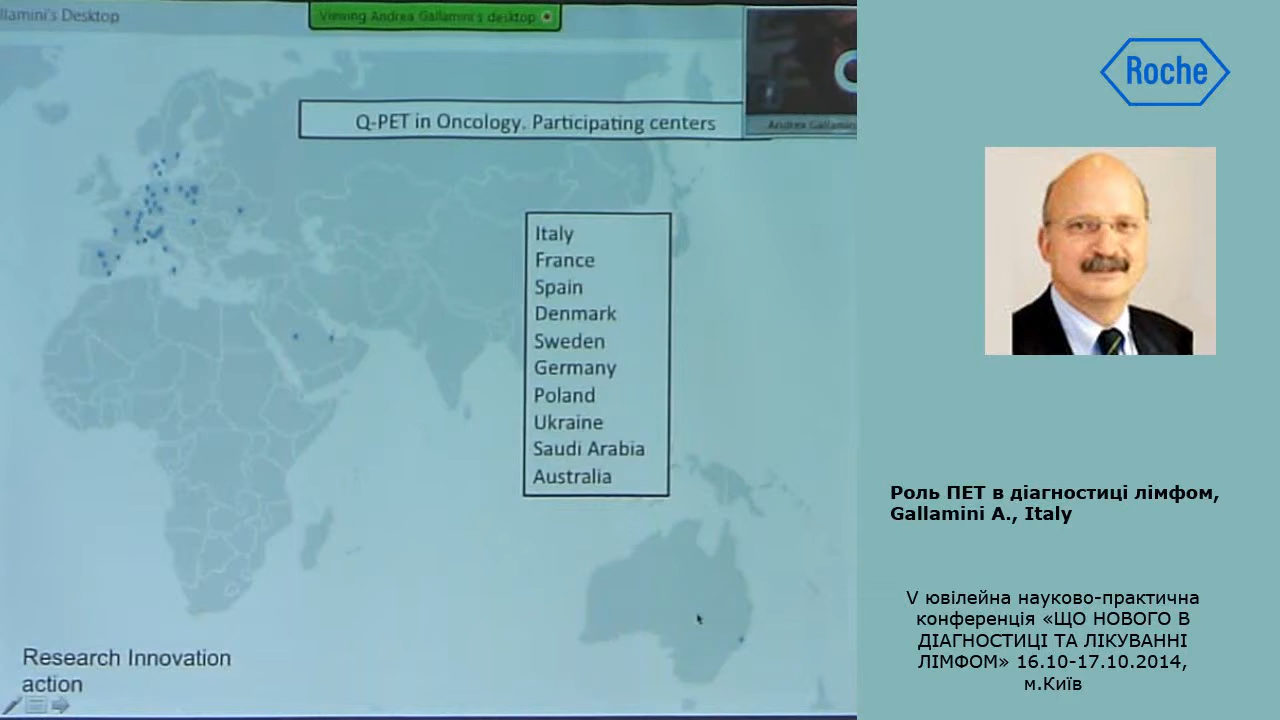 llamini's Desktop
Viewing Andrea Gallamini's desktop
Andrea Gallamini
Q-PET in Oncology. Participating centers
Italy
France
Spain
Denmark
Sweden
Germany
Poland
Ukraine
Saudi Arabia
Australia
Research Innovation
action
Roche
Роль ПЕТ в діагностиці лімфом,
Gallamini A., Italy
V ювілейна науково-практична
конференція «ЩО НОВОГО В
ДІАГНОСТИЦІ ТА ЛІКУВАННІ
ЛІМФОМ» 16.10-17.10.2014,
м.Київ